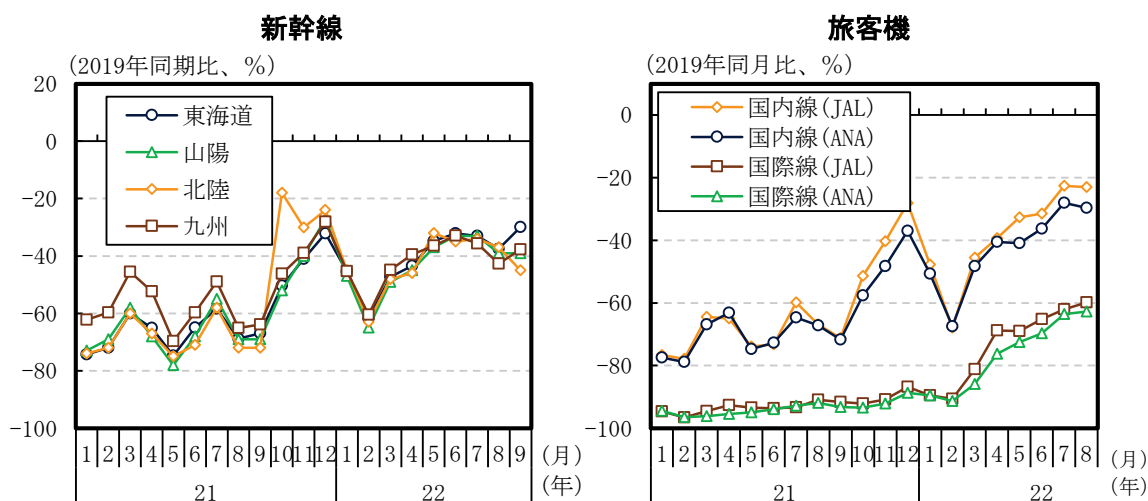 新幹線
(2019年同期比、%)
20
0
-20
-40
-60
-80
-100
東海道
山陽
北陸
九州
1 2 3 4 5 6 7 8 9 10 11 12 1 2 3 4 5 6 7 8 9 (月)
21 22 (年)
旅客機
(2019年同月比、%)
0
-20
-40
-60
-80
-100
国内線(JAL)
国内線(ANA)
国際線(JAL)
国際線(ANA)
1 2 3 4 5 6 7 8 9 10 11 12 1 2 3 4 5 6 7 8 (月)
21 22 (年)